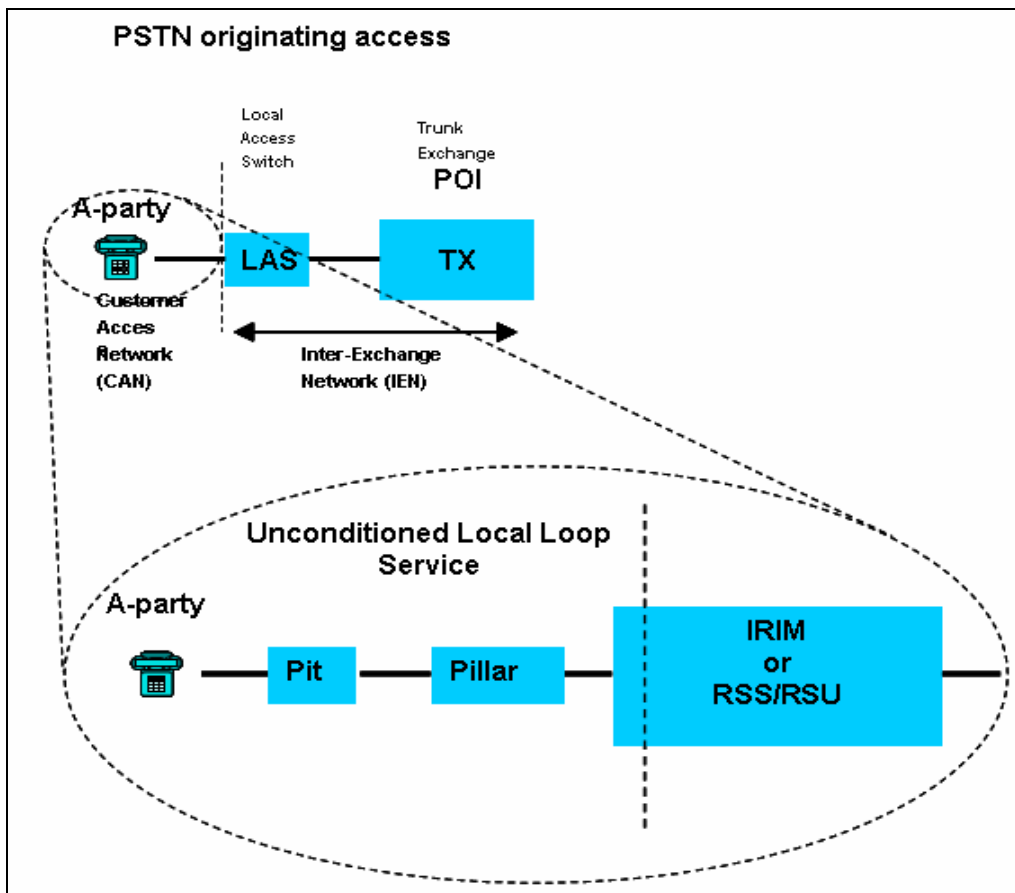 PSTN originating access
Local
Access
Switch
Trunk
Exchange
POI
A-party
LAS
TX
Customer
Acces
s
Network
(CAN)
Inter-Exchange
Network (IEN)
Unconditioned Local Loop
Service
A-party
Pit
Pillar
IRIM
or
RSS/RSU